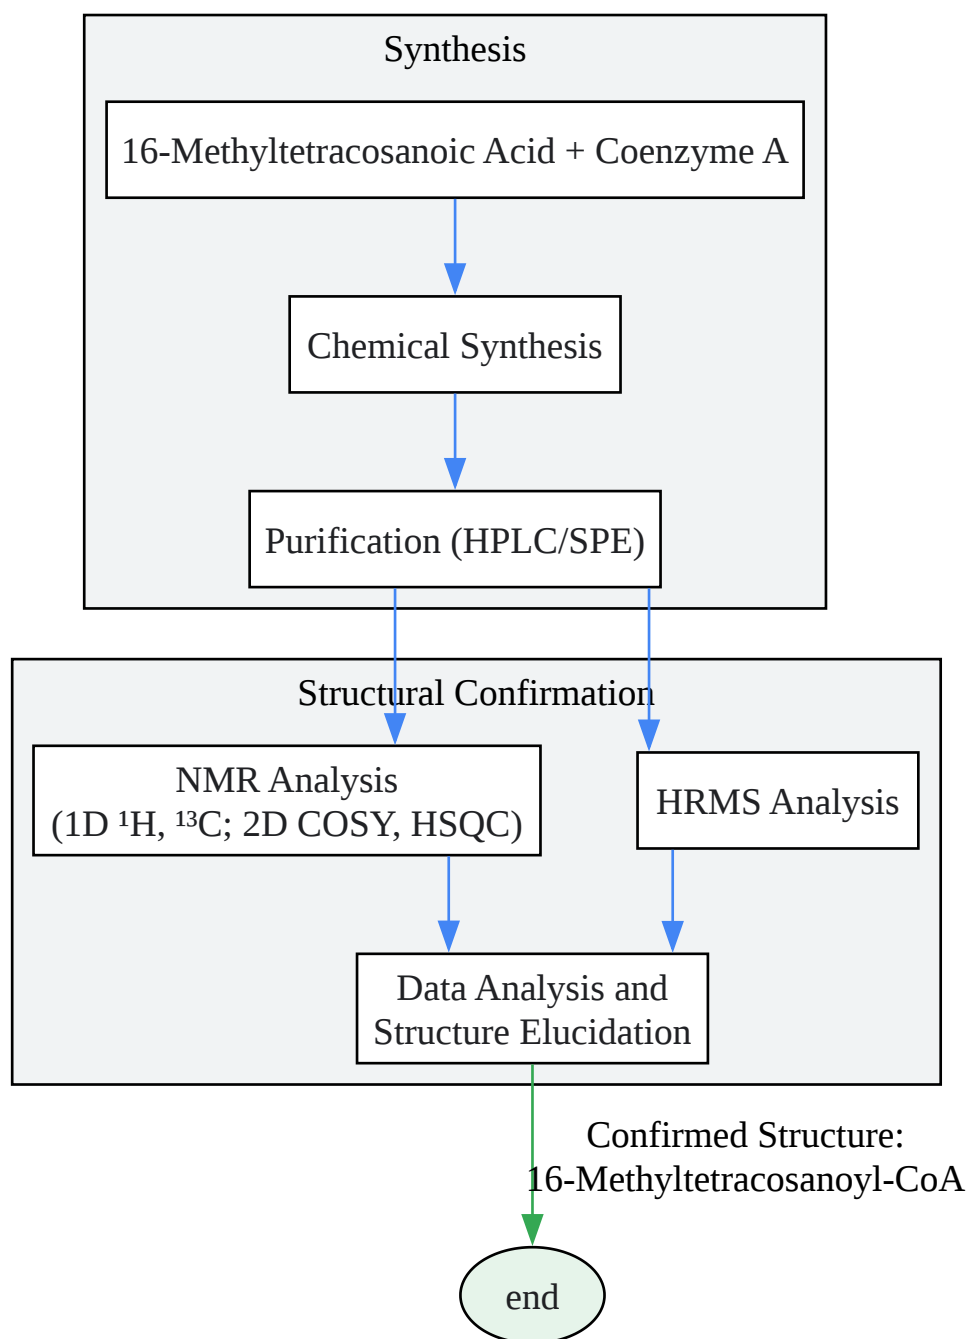 Synthesis
16-Methyltetracosanoic Acid + Coenzyme A
Chemical Synthesis
Purification (HPLC/SPE)
Structural Confirmation
NMR Analysis
(1D ¹H, ¹³C; 2D COSY, HSQC)
HRMS Analysis
Data Analysis and
Structure Elucidation
Confirmed Structure:
16-Methyltetracosanoyl-CoA
end